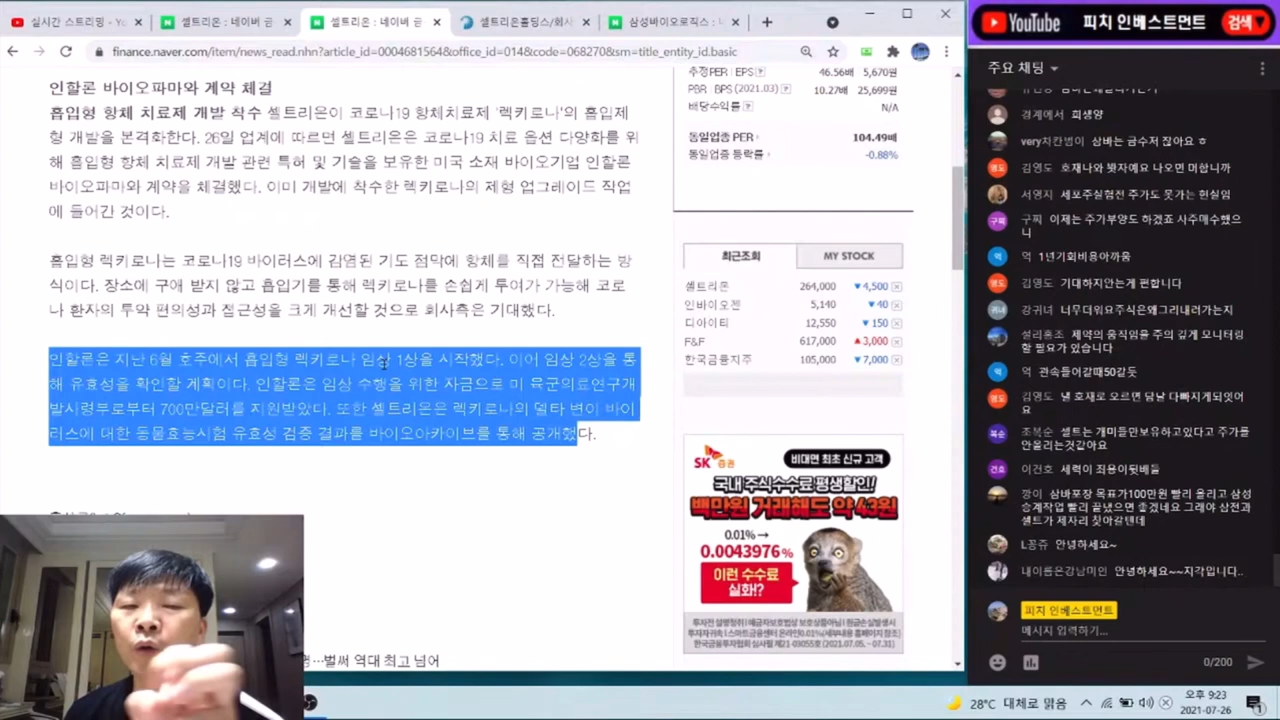 실시간 스트리밍 - Yo
셀트리온 : 네이버 금
셀트리온 : 네이버 금
셀트리온홀딩스/회사
삼성바이오로직스 : 네
finance.naver.com/item/news_read.nhn?article_id=0004681564&office_id=014&code=068270&sm=title_entity_id.basic
인할론 바이오파마와 계약 체결
흡입형 항체 치료제 개발 착수 셀트리온이 코로나19 항체치료제 '렉키로나'의 흡입제
형 개발을 본격화한다. 26일 업계에 따르면 셀트리온은 코로나19 치료 옵션 다양화를 위
해 흡입형 항체 치료제 개발 관련 특허 및 기술을 보유한 미국 소재 바이오기업 인할론
바이오파마와 계약을 체결했다. 이미 개발에 착수한 렉키로나의 제형 업그레이드 작업
에 들어간 것이다.
흡입형 렉키로나는 코로나19 바이러스에 감염된 기도 점막에 항체를 직접 전달하는 방
식이다. 장소에 구애 받지 않고 흡입기를 통해 렉키로나를 손쉽게 투여가 가능해 코로
나 환자의 투약 편의성과 접근성을 크게 개선할 것으로 회사측은 기대했다.
인할론은 지난 6월 호주에서 흡입형 렉키로나 임상 1상을 시작했다. 이어 임상 2상을 통
해 유효성을 확인할 계획이다. 인할론은 임상 수행을 위한 자금으로 미 육군의료연구개
발사령부로부터 700만달러를 지원받았다. 또한 셀트리온은 렉키로나의 델타 변이 바이
러스에 대한 동물효능시험 유효성 검증 결과를 바이오아카이브를 통해 공개했다.
벌써 역대 최고 넘어
추정PER | EPS 46.56배 5,670원
PBR | BPS (2021.03) 10.27배 25,699원
배당수익률 N/A
동일업종 PER 104.49배
동일업종 등락률 -0.88%
최근조회 MY STOCK
셀트리온 264,000 ▼4,500
인바이오젠 5,140 ▼40
디아이티 12,550 ▼150
F&F 617,000 ▲3,000
한국금융지주 105,000 ▼7,000
SK 증권 비대면 최초 신규 고객
국내 주식수수료 평생할인!
백만원 거래해도 약 43원
0.01% →
0.0043976 %
이런 수수료
실화!?
YouTube 피치 인베스트먼트 검색
주요 채팅
경계에서 희생양
very차칸범이 삼바는 금수저 잖아요 ㅎ
김영도 호재나와 봣자예요 나오면 미합니까
서영지 세포주실험전 주가도 못가는 현실임
구찌 이제는 주가부양도 하겠죠 사주매수했으
니
억 1년기회비용아까움
김영도 기대하지안는게 편합니다
강귀녀 너무더워요주식은왜그리내려가는지
설리홍조 제약의 움직임을 주의 깊게 모니터링
할 필요가 있습니다
억 관속들어갈때50갈듯
김영도 낼 호재로 오르면 담날 다빠지게되잇어
요
조복순 셀트는 개미들만보유하고있다고 주가를
안올리는것같아요
이건호 세력이 죄용이됫배들
깡이 삼바포장 목표가100만원 빨리 올리고 삼성
승계작업 빨리 끝냈으면 좋겠네요 그래야 삼전과
셀트가 제자리 찾아갈텐데
L꽁쥬 안녕하세요~
내이름은강남미인 안녕하세요~~지각입니다..
피치 인베스트먼트
메시지 입력하기...
0/200
28°C 대체로 맑음
오후 9:23
2021-07-26